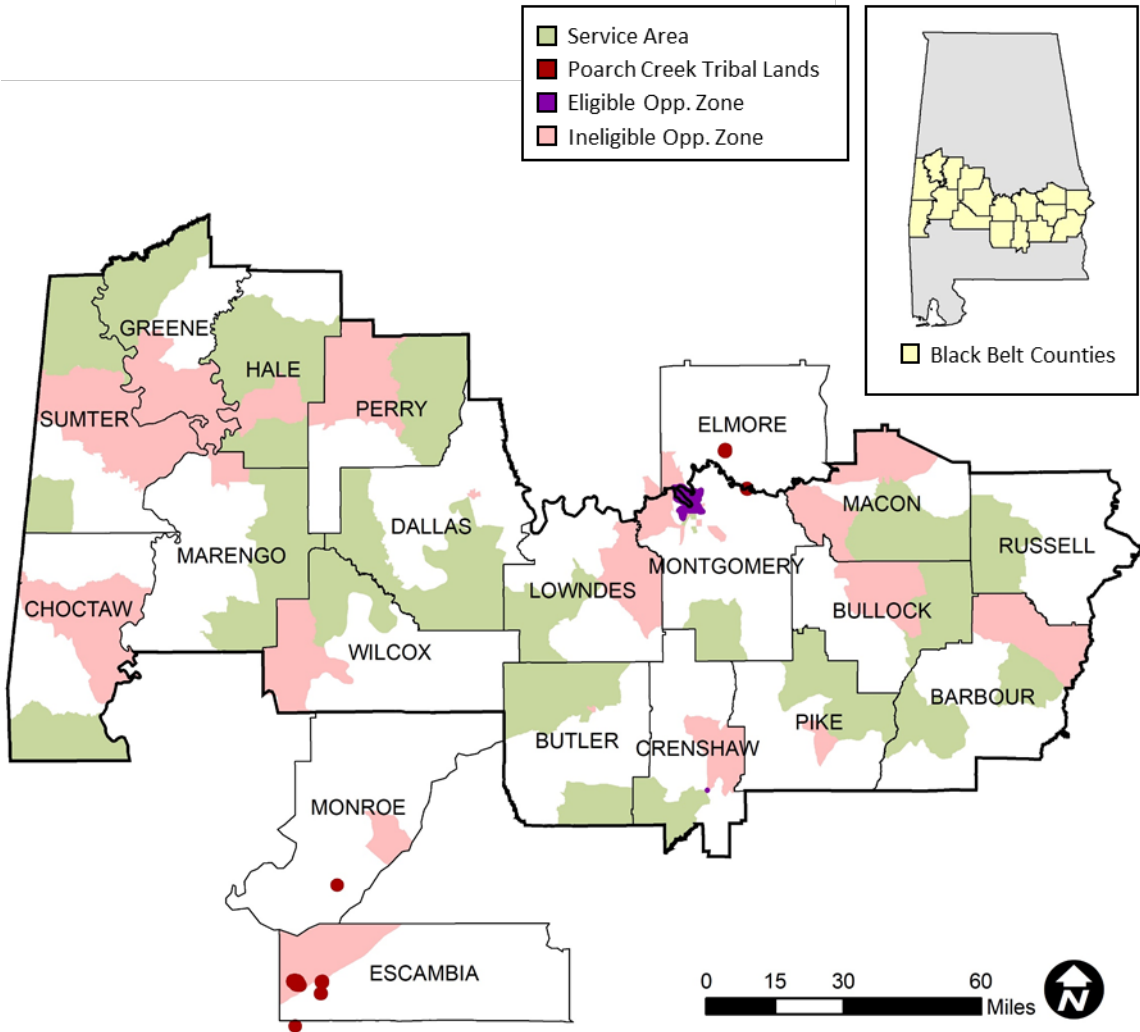 Service Area
Poarch Creek Tribal Lands
Eligible Opp. Zone
Ineligible Opp. Zone
Black Belt Counties
GREENE
HALE
SUMTER
PERRY
ELMORE
DALLAS
MACON
MARENGO
MONTGOMERY
RUSSELL
CHOCTAW
LOWNDES
BULLOCK
WILCOX
BARBOUR
BUTLER
CRENSHAW
PIKE
MONROE
ESCAMBIA
0 15 30 60
Miles
N